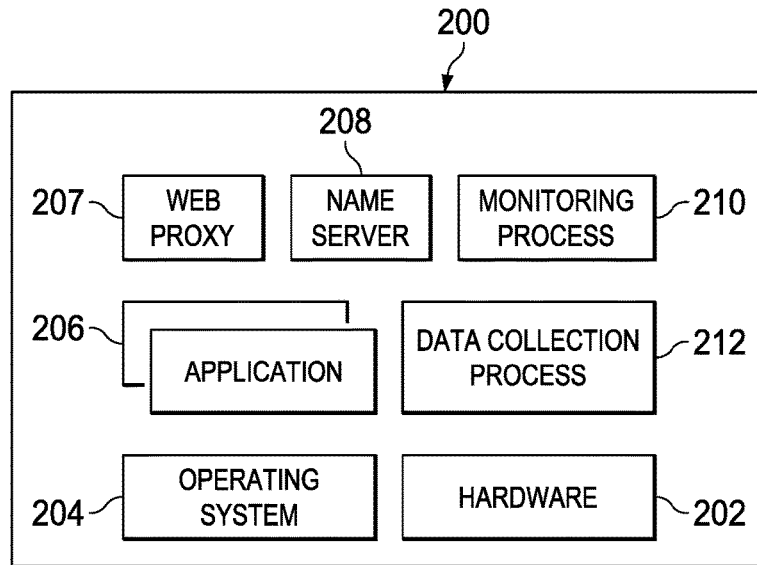 200
208
207
WEB
PROXY
NAME
SERVER
MONITORING
PROCESS
210
206
APPLICATION
DATA COLLECTION
PROCESS
212
204
OPERATING
SYSTEM
HARDWARE
202